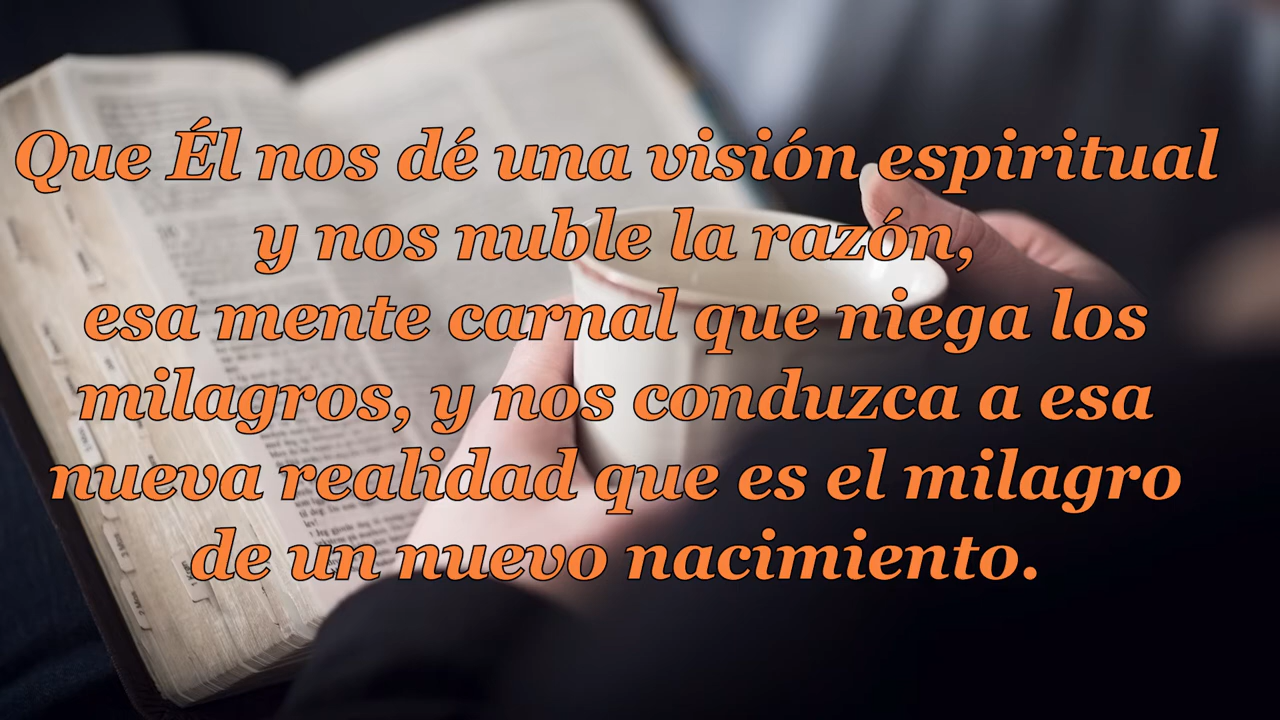 Que Él nos dé una visión espiritual
y nos nuble la razón,
esa mente carnal que niega los
milagros, y nos conduzca a esa
nueva realidad que es el milagro
de un nuevo nacimiento.